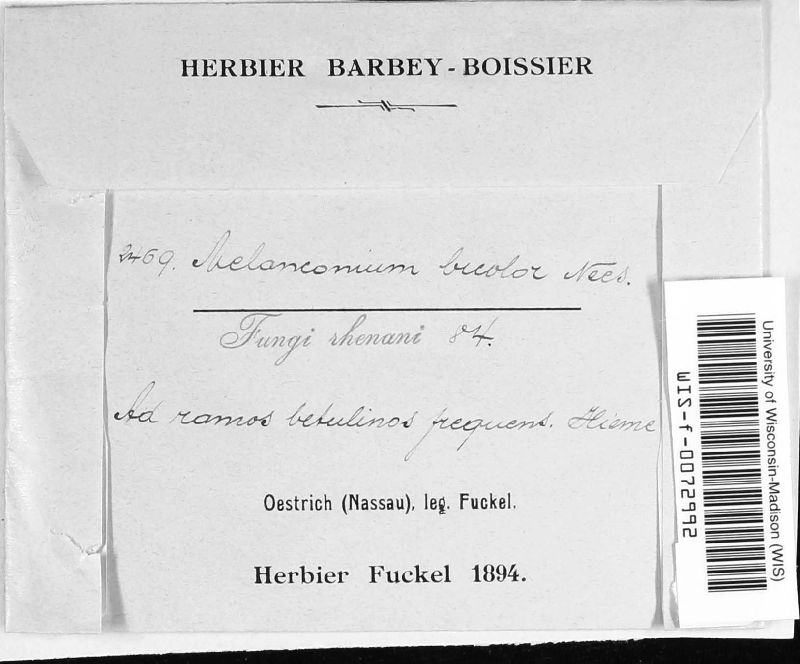 HERBIER BARBEY-BOISSIER
2469. Melanconium bicolor Nees.
Fungi rhenani 84.
Ad ramos betulinos frequens. Hieme
Oestrich (Nassau), leg. Fuckel.
Herbier Fuckel 1894.
University of Wisconsin-Madison (WIS)
WIS-f-0072992